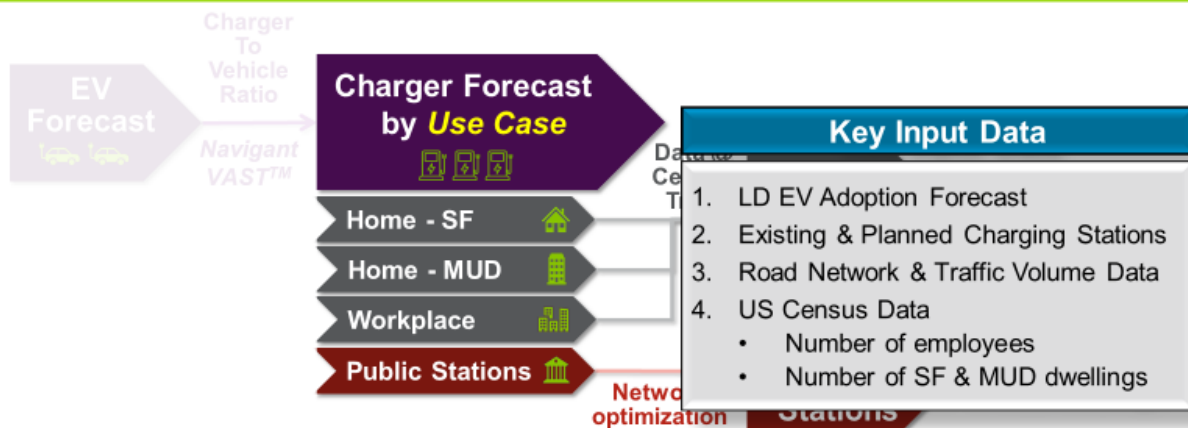 Charger
To
Vehicle
Ratio
EV
Forecast
Navigant
VAST™
Charger Forecast
by Use Case
Home - SF
Home - MUD
Workplace
Public Stations
Key Input Data
1. LD EV Adoption Forecast
2. Existing & Planned Charging Stations
3. Road Network & Traffic Volume Data
4. US Census Data
• Number of employees
• Number of SF & MUD dwellings
optimization
Stations